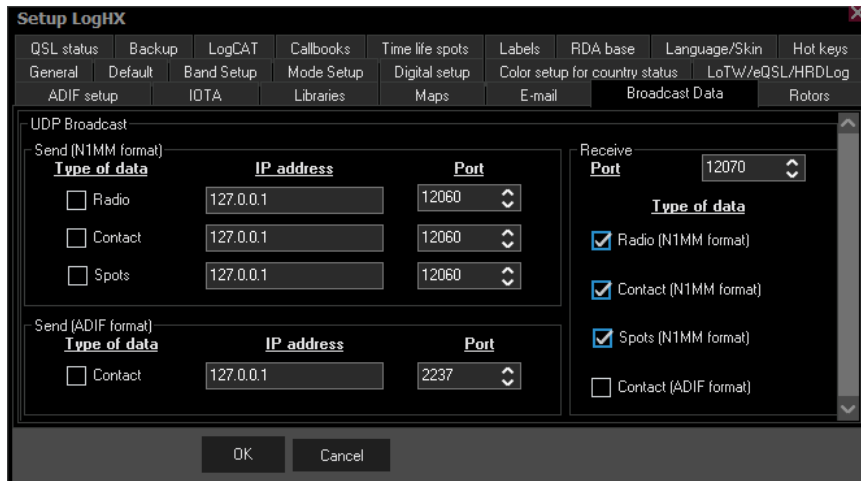 Setup LogHX
QSL status Backup LogCAT Callbooks Time life spots Labels RDA base Language/Skin Hot keys
General Default Band Setup Mode Setup Digital setup Color setup for country status LoTW/eQSL/HRDLog
ADIF setup IOTA Libraries Maps E-mail Broadcast Data Rotors
UDP Broadcast
Send (N1MM format)
Type of data IP address Port
Radio 127.0.0.1 12060
Contact 127.0.0.1 12060
Spots 127.0.0.1 12060
Send (ADIF format)
Type of data IP address Port
Contact 127.0.0.1 2237
Receive
Port 12070
Type of data
Radio (N1MM format)
Contact (N1MM format)
Spots (N1MM format)
Contact (ADIF format)
OK Cancel